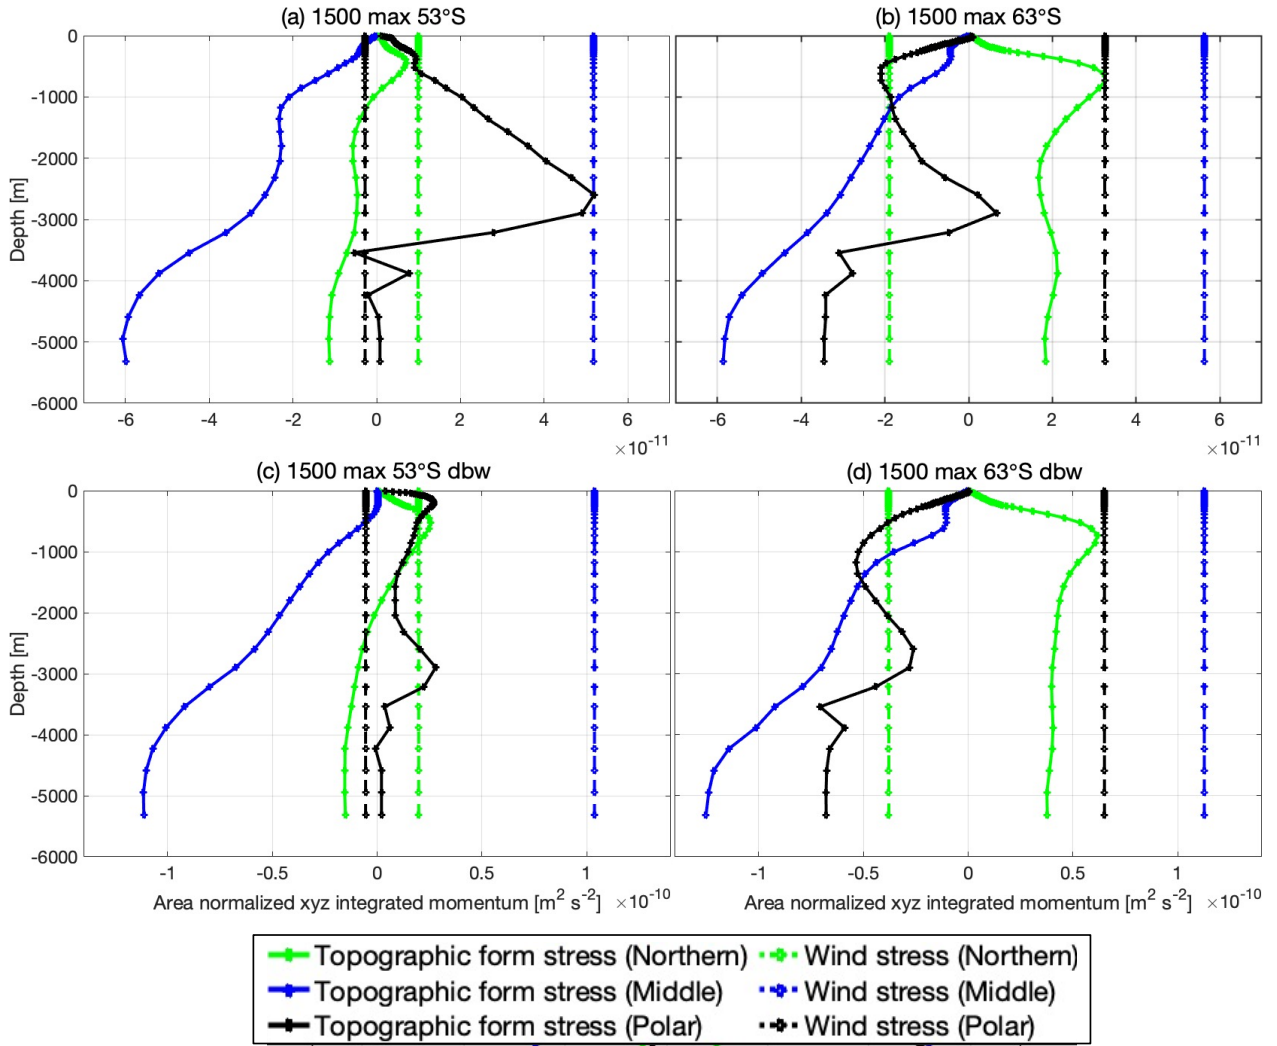 (a) 1500 max 53°S
(b) 1500 max 63°S
0
-1000
-2000
-3000
-4000
-5000
-6000
Depth [m]
-6 -4 -2 0 2 4 6
×10-11
-6 -4 -2 0 2 4 6
×10-11
(c) 1500 max 53°S dbw
(d) 1500 max 63°S dbw
0
-1000
-2000
-3000
-4000
-5000
-6000
Depth [m]
-1 -0.5 0 0.5 1
-1 -0.5 0 0.5 1
Area normalized xyz integrated momentum [m2 s-2] ×10-10
Area normalized xyz integrated momentum [m2 s-2] ×10-10
Topographic form stress (Northern) Wind stress (Northern)
Topographic form stress (Middle) Wind stress (Middle)
Topographic form stress (Polar) Wind stress (Polar)